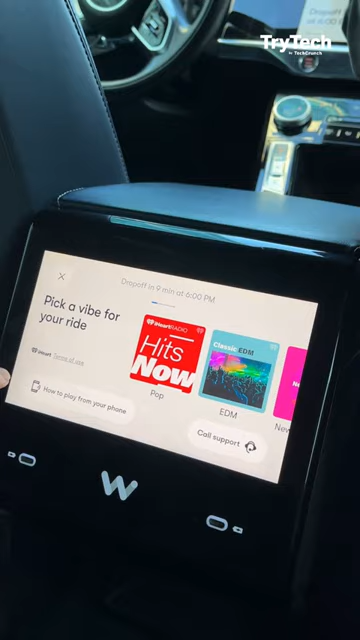 TryTech
by TechCrunch
Dropoff in 9 min at 6:00 PM
Pick a vibe for
your ride
iHeart Terms of use
How to play from your phone
iHeartRADIO
Hits
Now
Pop
Classic EDM
EDM
Call support
W